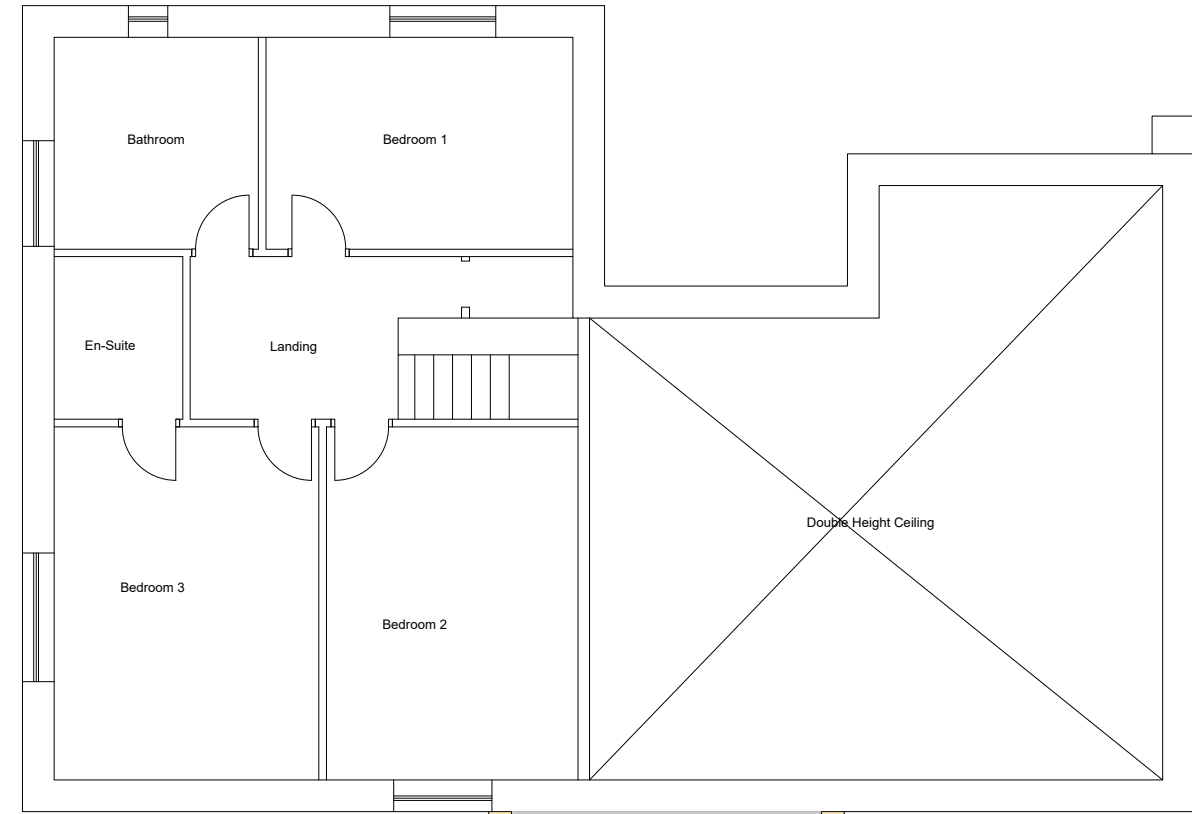 Bathroom
Bedroom 1
En-Suite
Landing
Double Height Ceiling
Bedroom 3
Bedroom 2